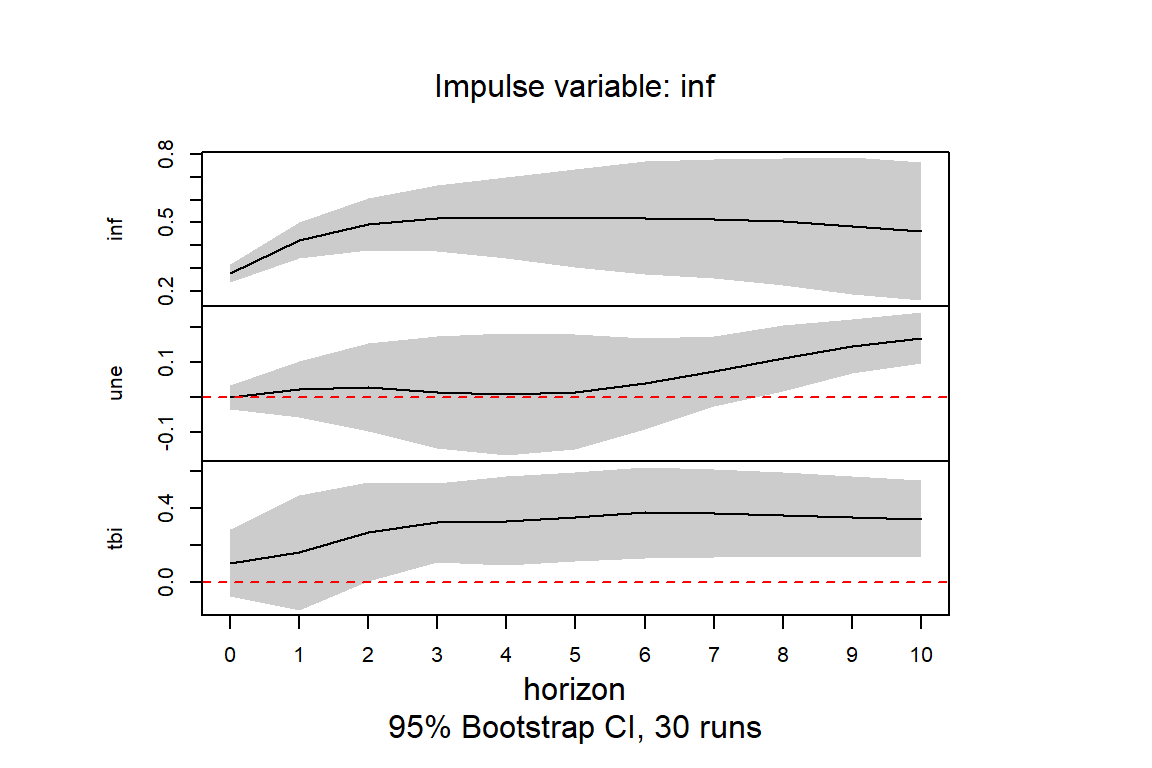 Impulse variable: inf
inf
0.8
0.5
0.2
une
0.1
-0.1
tbi
0.4
0.0
0 1 2 3 4 5 6 7 8 9 10
horizon
95% Bootstrap CI, 30 runs